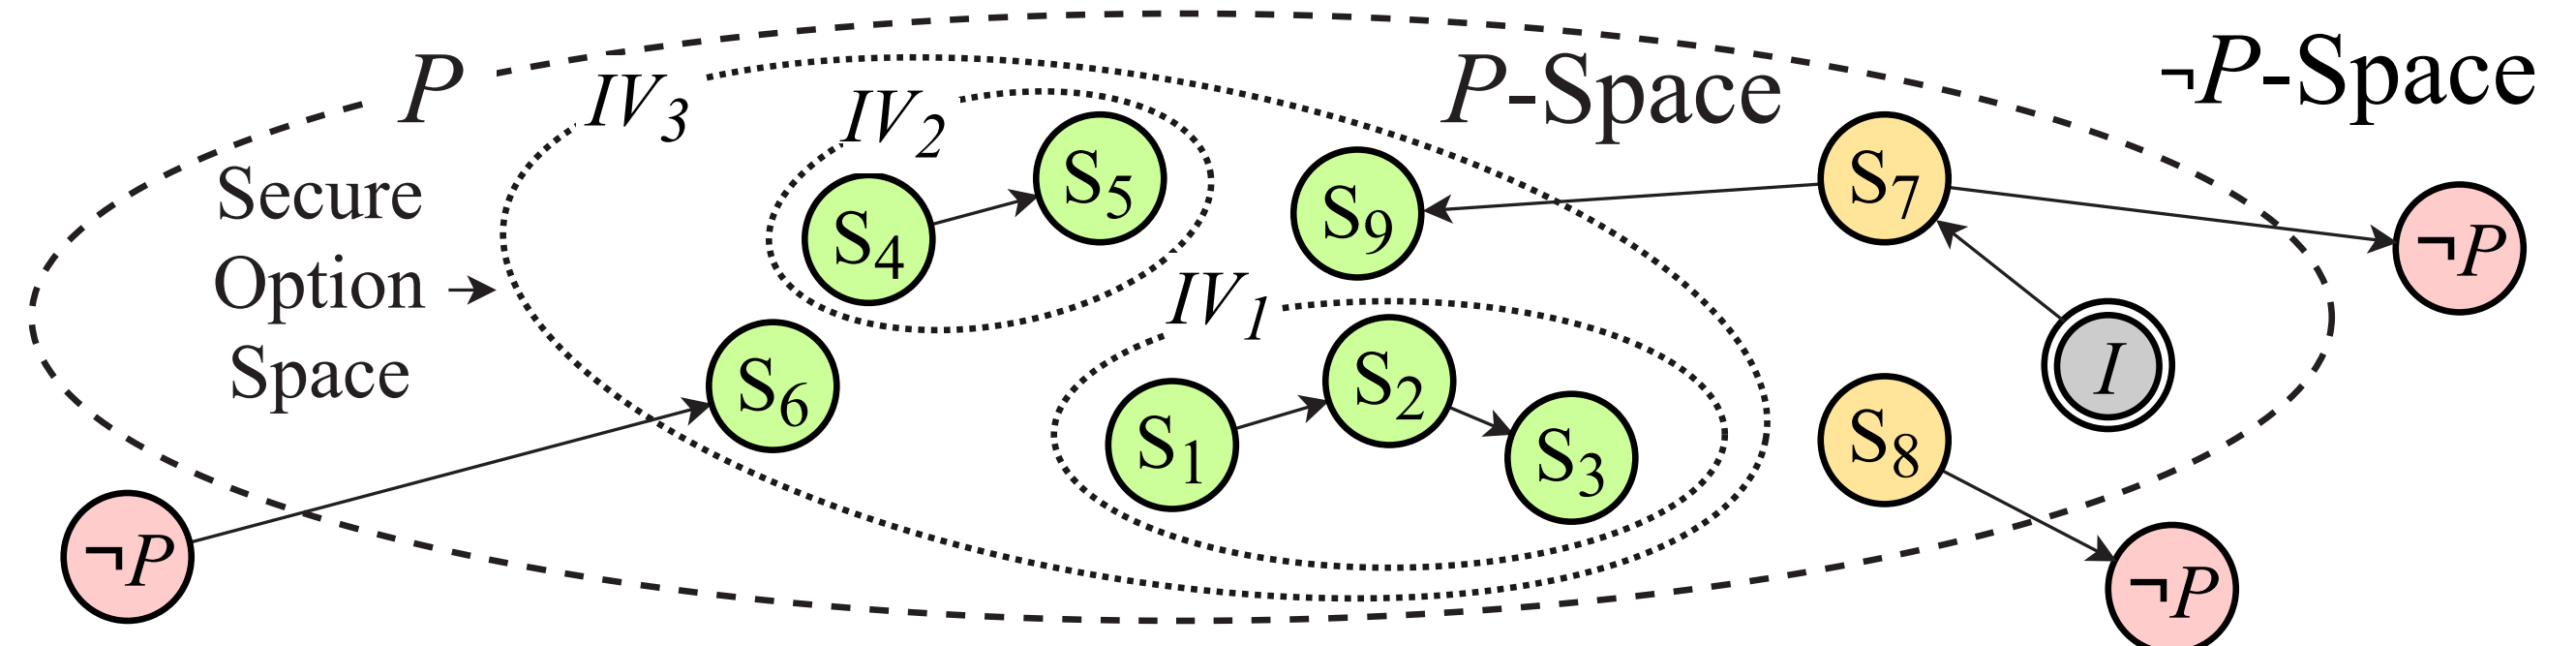 P
IV3
IV2
P-Space
¬P-Space
Secure
Option
Space
S4
S5
S9
S7
¬P
IV1
I
S6
S1
S2
S3
S8
¬P
¬P